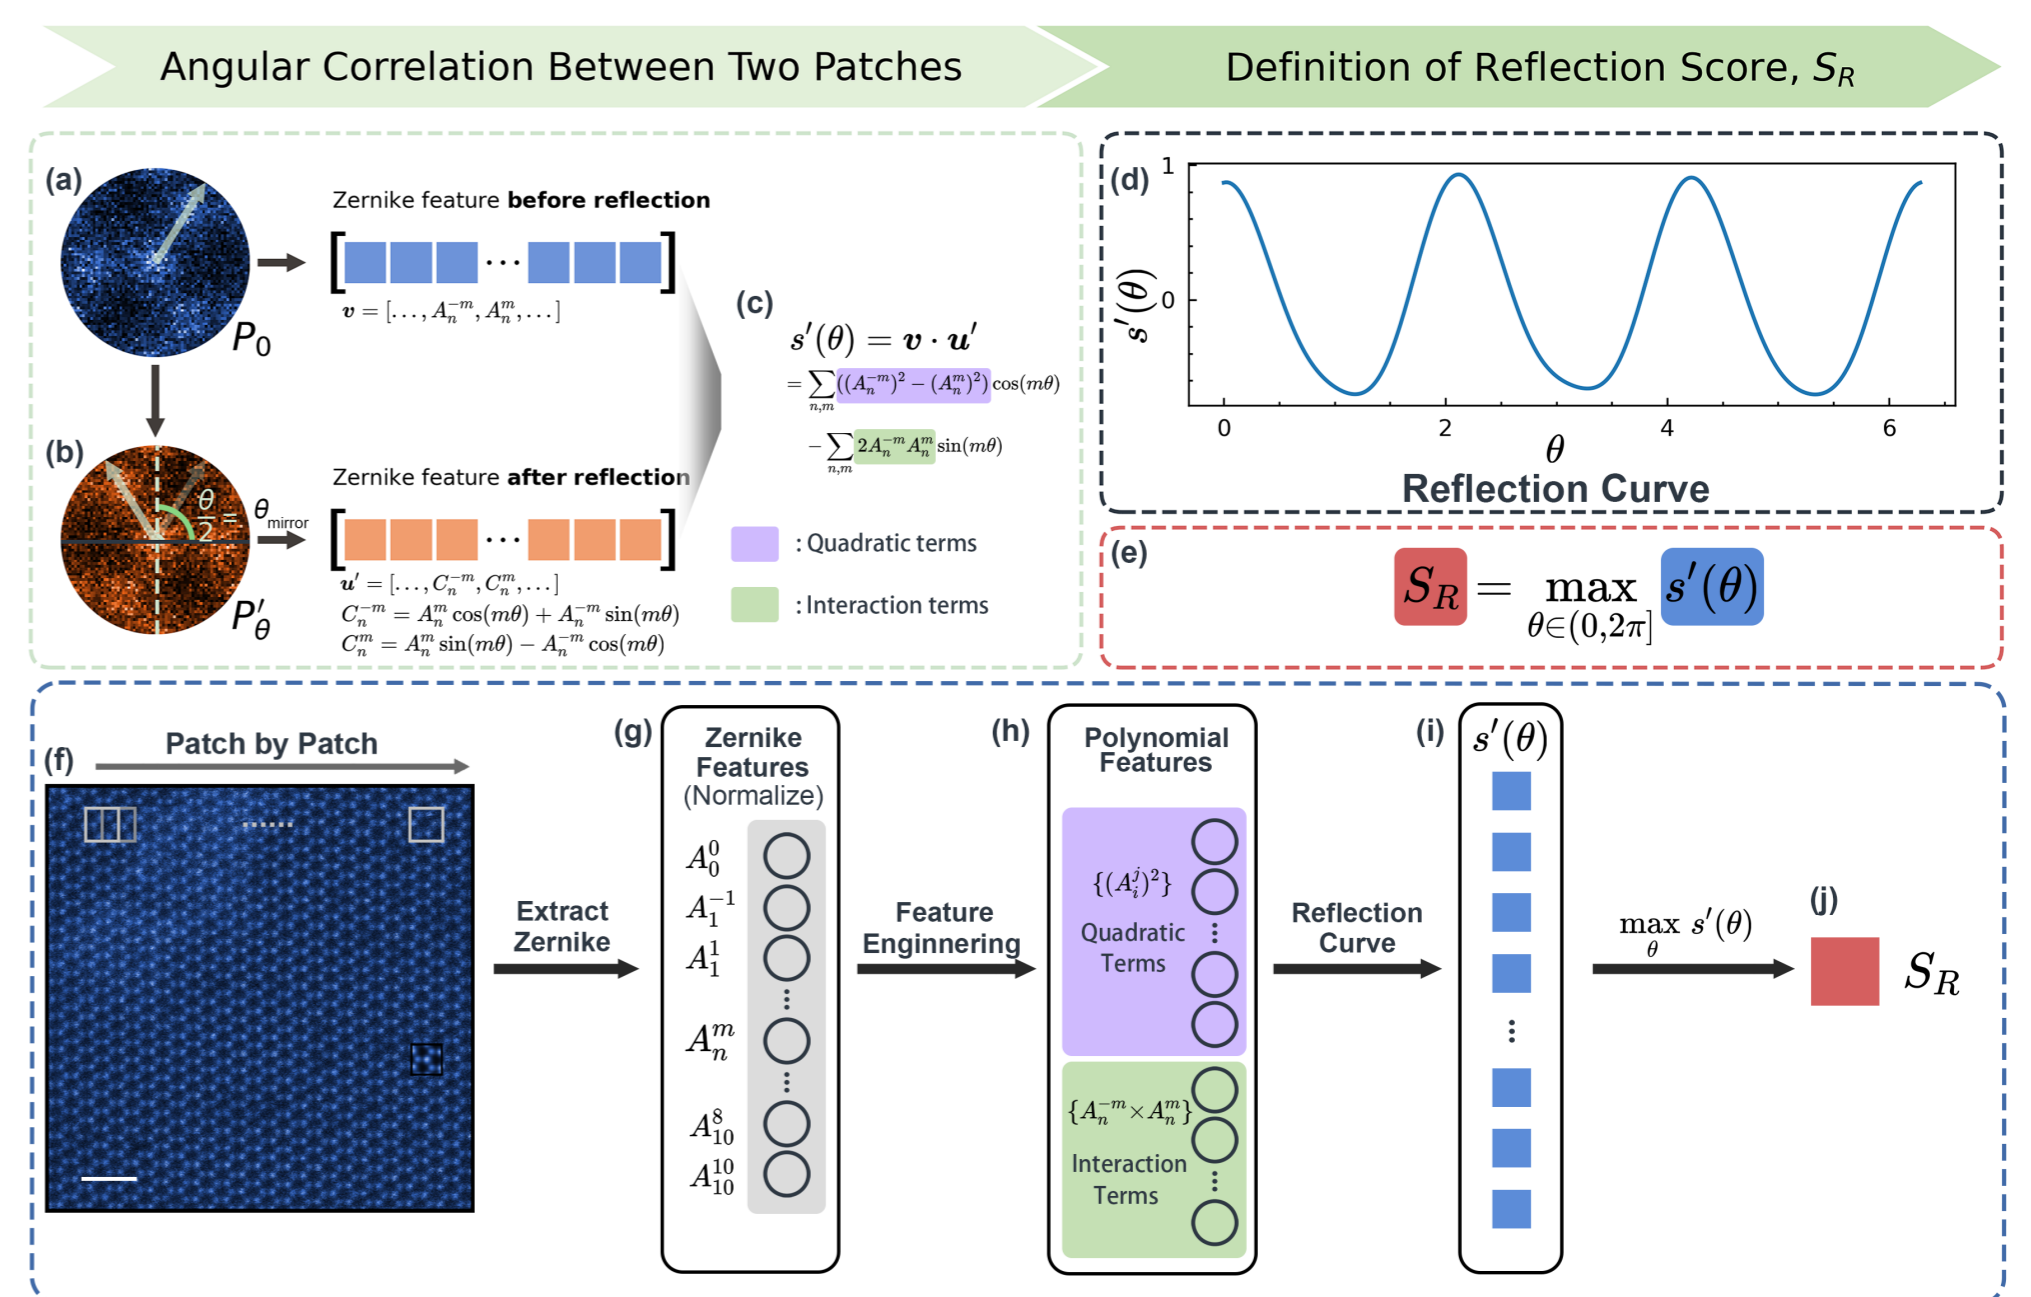 Angular Correlation Between Two Patches
Definition of Reflection Score, S_R
(a)
P_0
Zernike feature before reflection
[ ··· ]
v = [..., A_n^{-m}, A_n^m, ...]
(b)
θ/2 = θ_mirror
P'_θ
Zernike feature after reflection
[ ··· ]
u' = [..., C_n^{-m}, C_n^m, ...]
C_n^{-m} = A_n^m cos(mθ) + A_n^{-m} sin(mθ)
C_n^m = A_n^m sin(mθ) − A_n^{-m} cos(mθ)
(c)
s'(θ) = v · u'
= ∑_{n,m} ((A_n^{-m})^2 − (A_n^m)^2) cos(mθ)
− ∑_{n,m} 2A_n^{-m} A_n^m sin(mθ)
: Quadratic terms
: Interaction terms
(d)
1
0
s'(θ)
0 2 4 6
θ
Reflection Curve
(e)
S_R = max_{θ∈(0,2π]} s'(θ)
(f)
Patch by Patch
Extract
Zernike
(g)
Zernike
Features
(Normalize)
A_0^0
A_1^{-1}
A_1^1
A_n^m
A_{10}^8
A_{10}^{10}
Feature
Enginnering
(h)
Polynomial
Features
{(A_i^j)^2}
Quadratic
Terms
{A_n^{-m}×A_n^m}
Interaction
Terms
Reflection
Curve
(i)
s'(θ)
max_θ s'(θ)
(j)
S_R